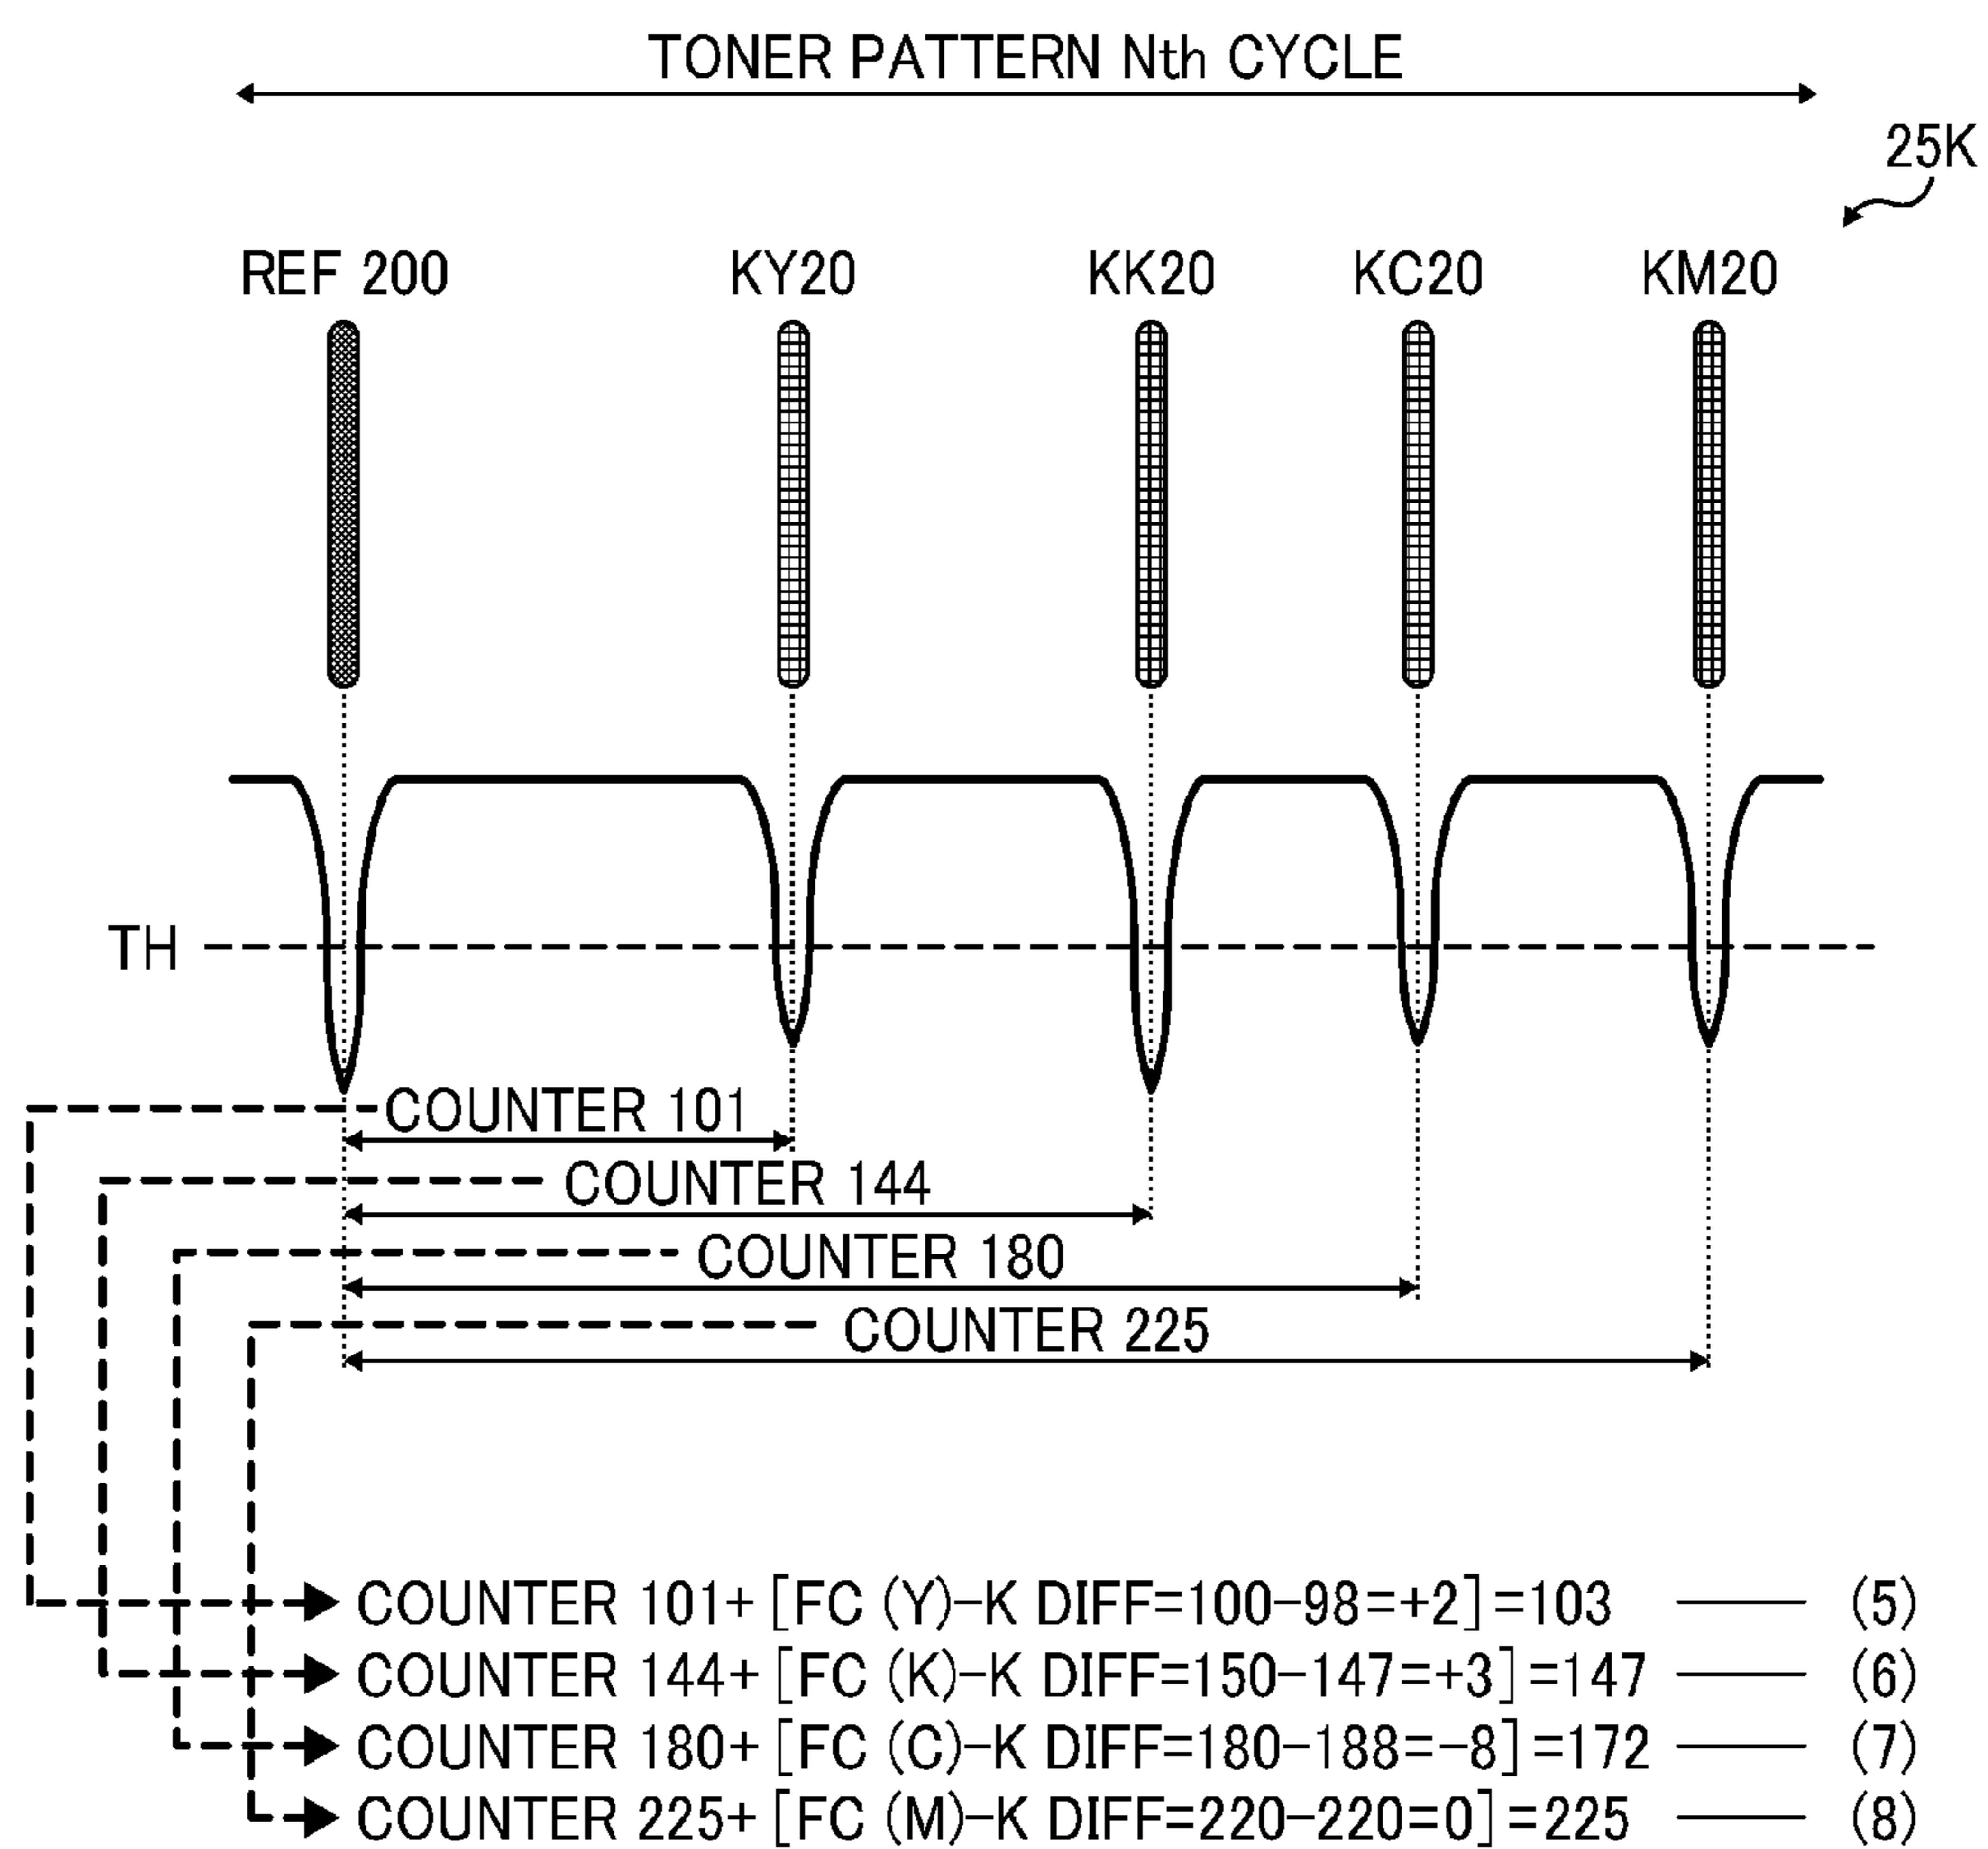 TONER PATTERN Nth CYCLE
25K
REF 200 KY20 KK20 KC20 KM20
TH
COUNTER 101
COUNTER 144
COUNTER 180
COUNTER 225
COUNTER 101+[FC (Y)-K DIFF=100-98=+2]=103 (5)
COUNTER 144+[FC (K)-K DIFF=150-147=+3]=147 (6)
COUNTER 180+[FC (C)-K DIFF=180-188=-8]=172 (7)
COUNTER 225+[FC (M)-K DIFF=220-220=0]=225 (8)